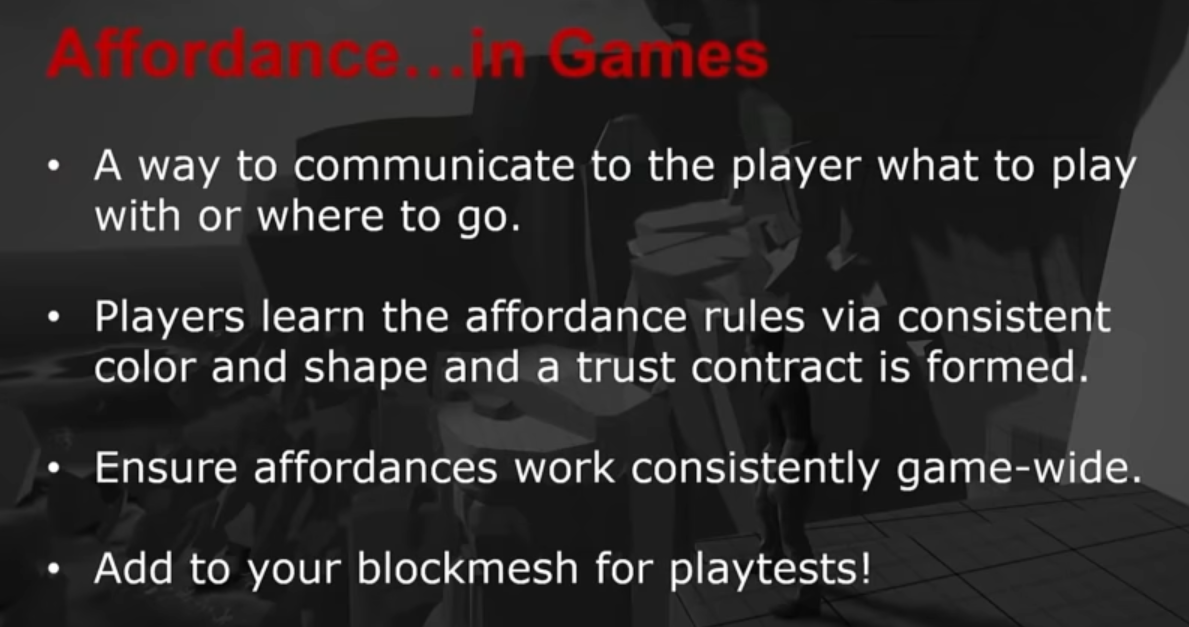 Affordance...in Games
• A way to communicate to the player what to play
with or where to go.
• Players learn the affordance rules via consistent
color and shape and a trust contract is formed.
• Ensure affordances work consistently game-wide.
• Add to your blockmesh for playtests!